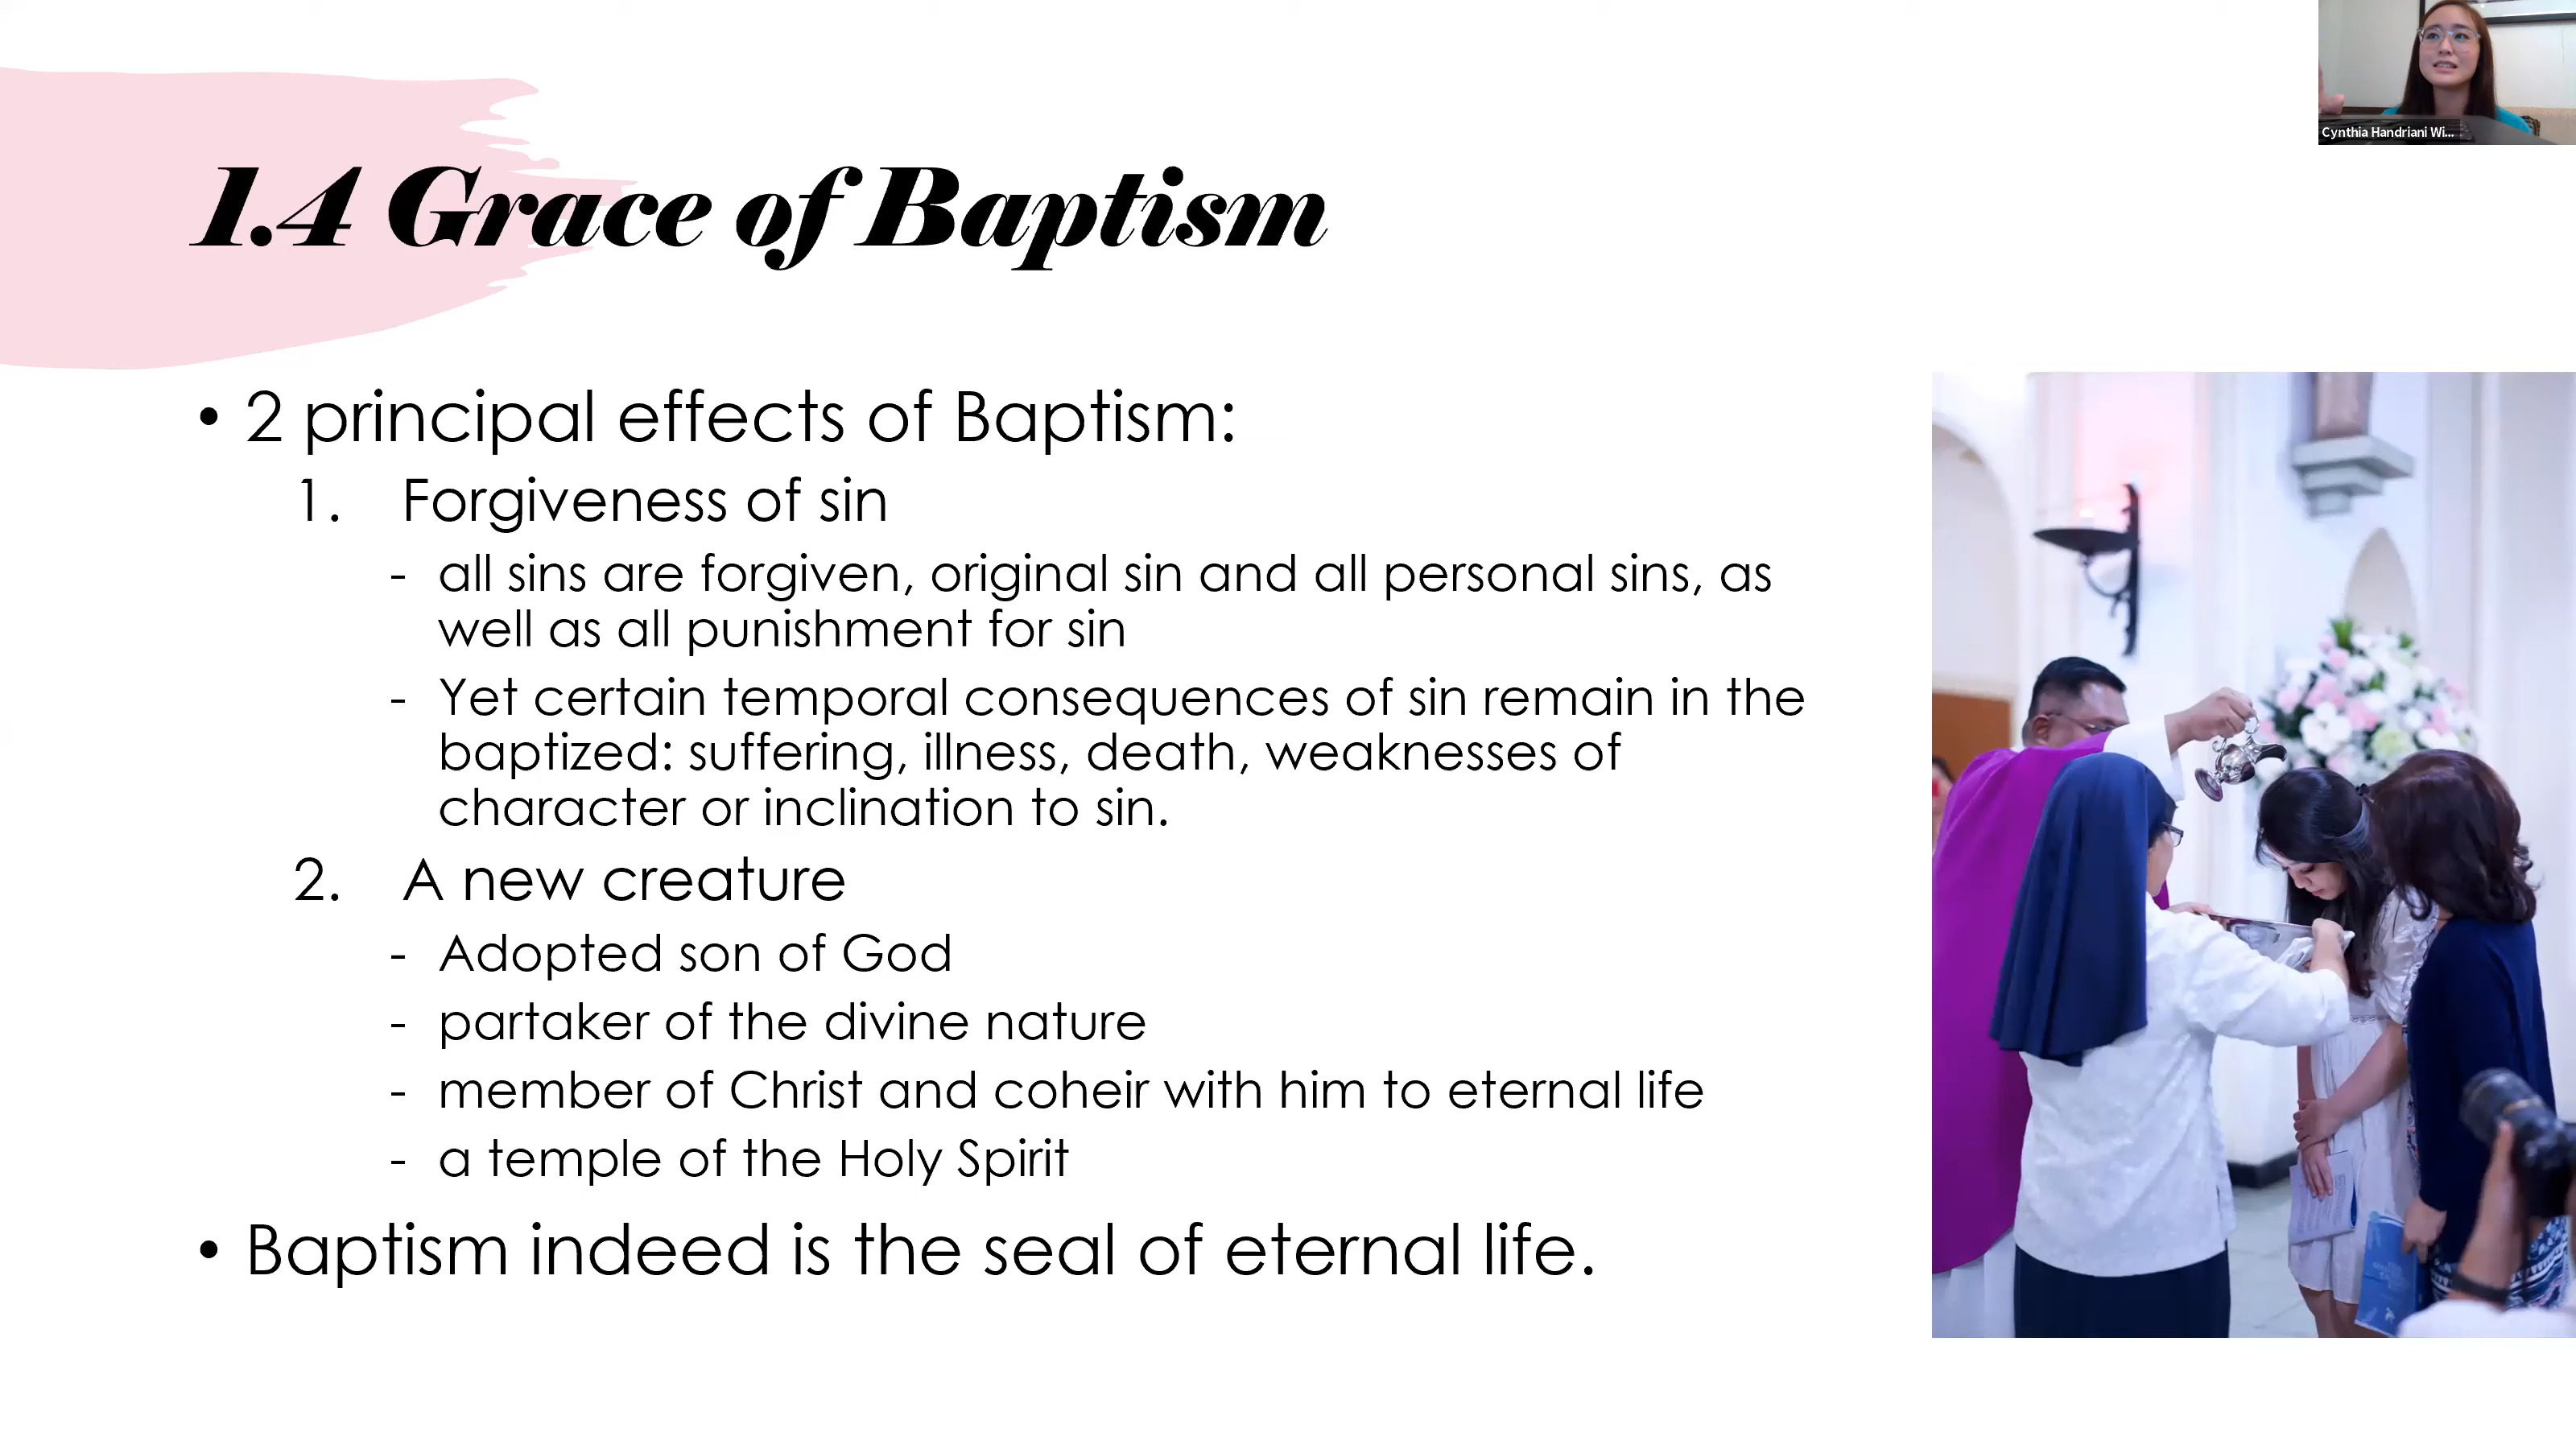 Cynthia Handriani Wi...
1.4 Grace of Baptism
• 2 principal effects of Baptism:
1. Forgiveness of sin
- all sins are forgiven, original sin and all personal sins, as
well as all punishment for sin
- Yet certain temporal consequences of sin remain in the
baptized: suffering, illness, death, weaknesses of
character or inclination to sin.
2. A new creature
- Adopted son of God
- partaker of the divine nature
- member of Christ and coheir with him to eternal life
- a temple of the Holy Spirit
• Baptism indeed is the seal of eternal life.